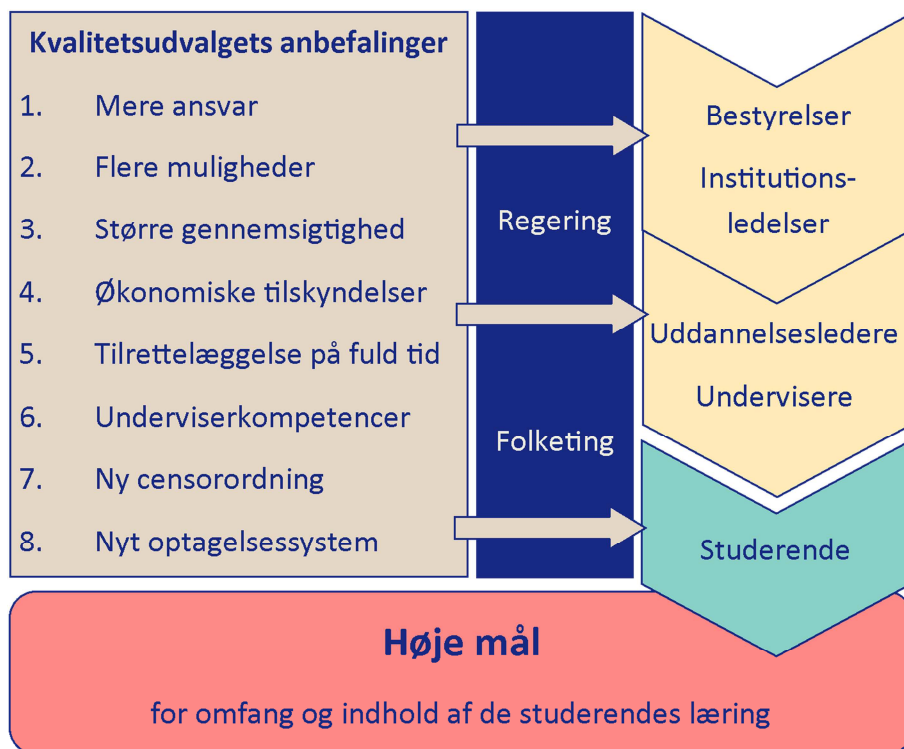 Kvalitetsudvalgets anbefalinger
1. Mere ansvar
2. Flere muligheder
3. Større gennemsigtighed
4. Økonomiske tilskyndelser
5. Tilrettelæggelse på fuld tid
6. Underviserkompetencer
7. Ny censorordning
8. Nyt optagelsessystem
Regering
Folketing
Bestyrelser
Institutions-
ledelser
Uddannelsesledere
Undervisere
Studerende
Høje mål
for omfang og indhold af de studerendes læring